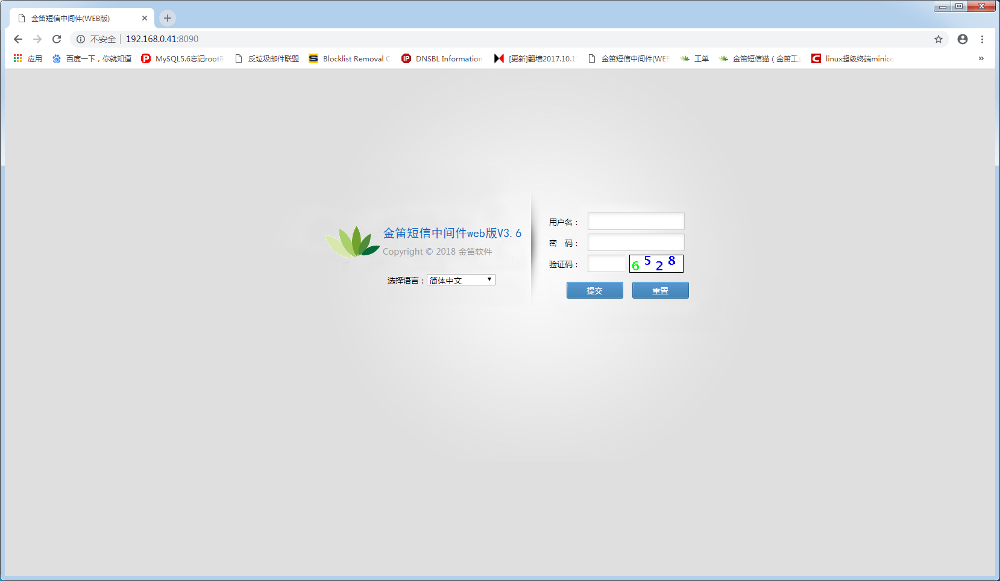 金笛短信中间件(WEB版)
不安全 192.168.0.41:8090
应用 百度一下，你就知道 MySQL5.6忘记root 反垃圾邮件联盟 Blocklist Removal DNSBL Information [更新]翻墙2017.10.1 金笛短信中间件(WEB 工单 金笛短信猫（金笛工 linux超级终端minicc »
金笛短信中间件web版V3.6
Copyright © 2018 金笛软件
选择语言：简体中文
用户名：
密 码：
验证码： 6 5 2 8
提交 重置